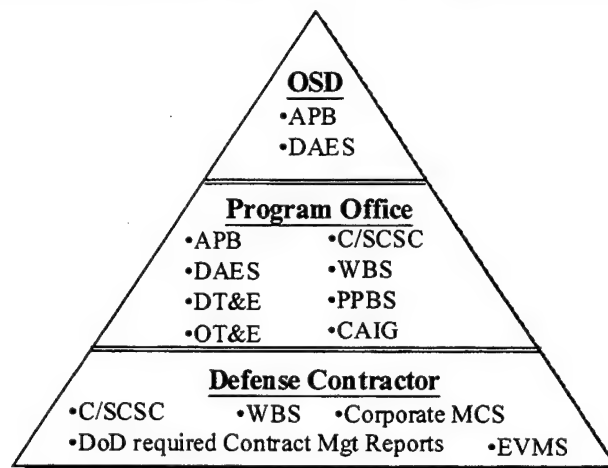 OSD
•APB
•DAES
Program Office
•APB •C/SCSC
•DAES •WBS
•DT&E •PPBS
•OT&E •CAIG
Defense Contractor
•C/SCSC •WBS •Corporate MCS
•DoD required Contract Mgt Reports •EVMS